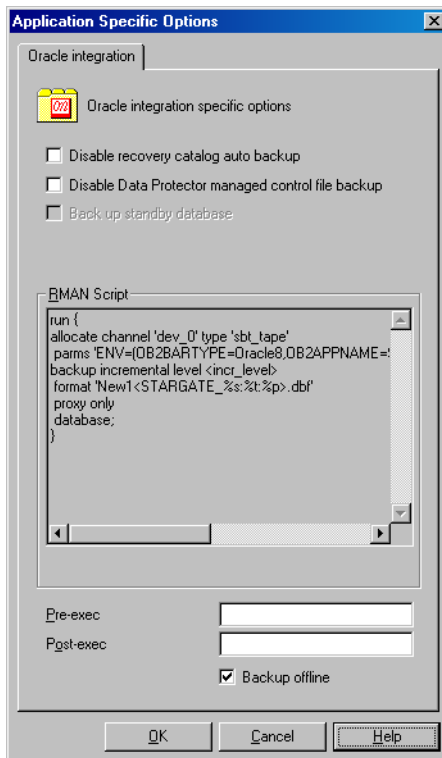 Application Specific Options
Oracle integration
Oracle integration specific options
Disable recovery catalog auto backup
Disable Data Protector managed control file backup
Back up standby database
RMAN Script
run {
allocate channel 'dev_0' type 'sbt_tape'
parms 'ENV=(OB2BARTYPE=Oracle8,OB2APPNAME=
backup incremental level <incr_level>
format 'New1<STARGATE_%s:%t:%p>.dbf'
proxy only
database;
}
Pre-exec
Post-exec
Backup offline
OK Cancel Help